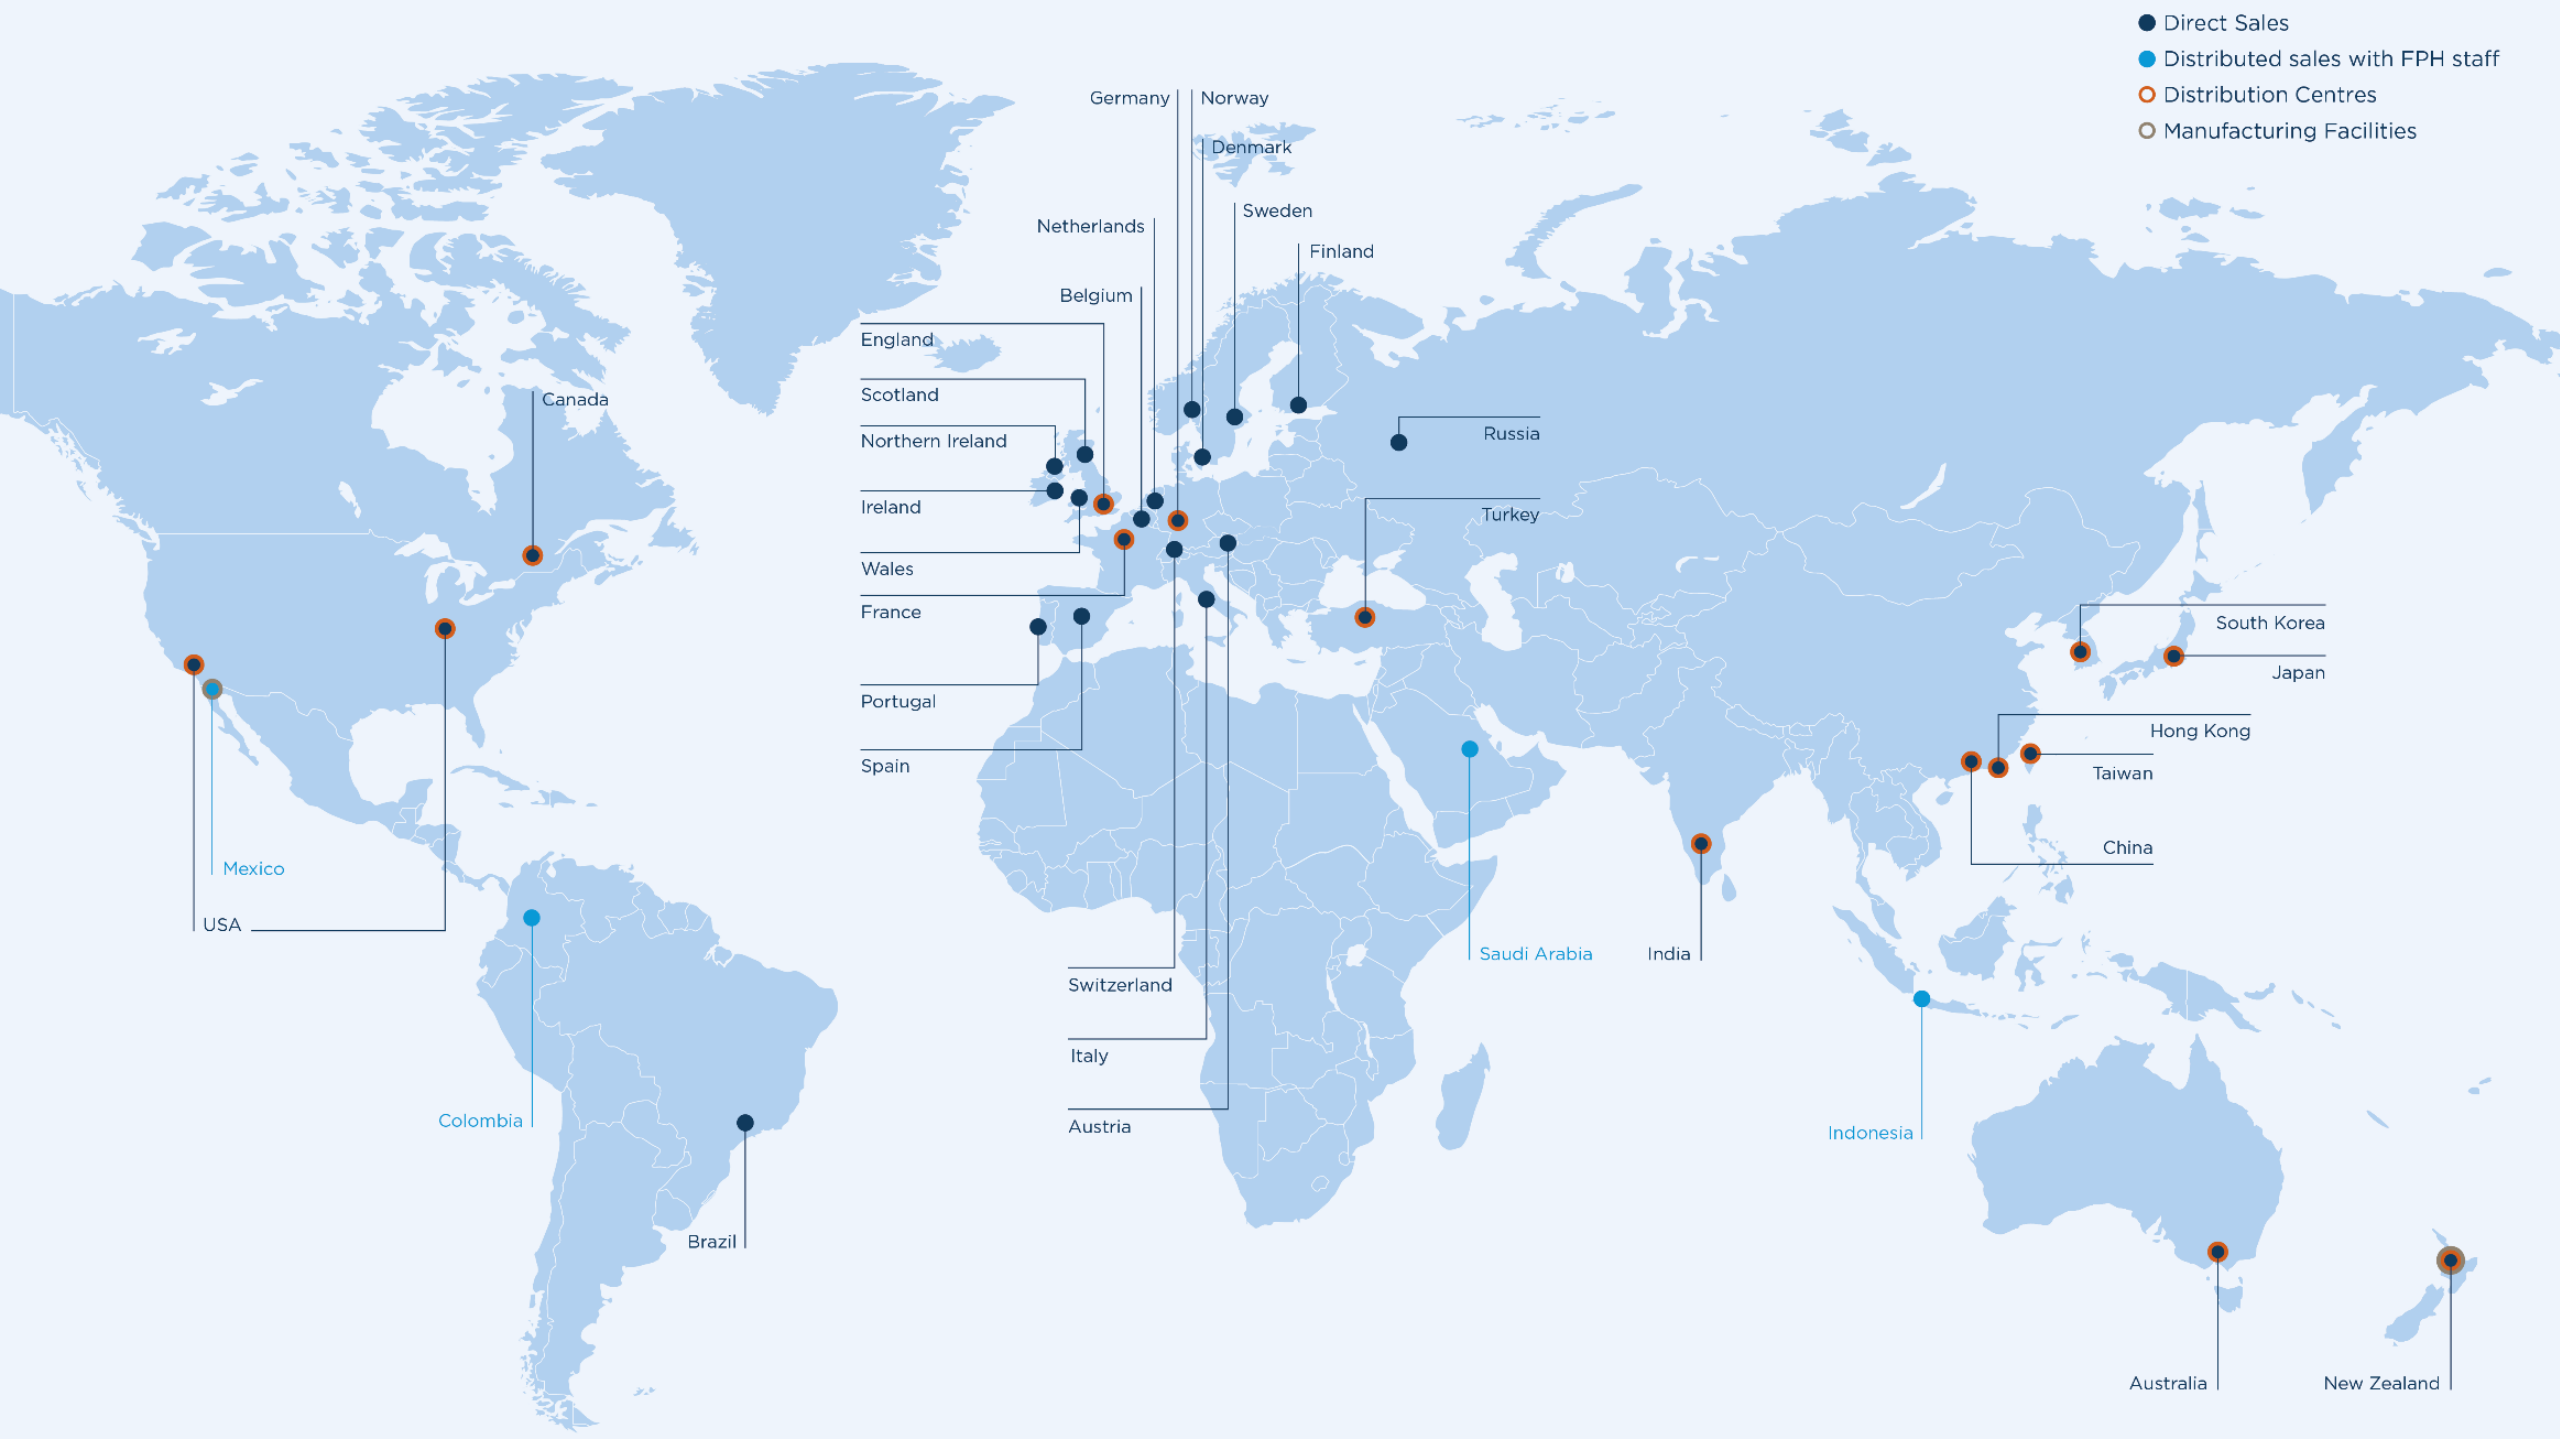 Direct Sales
Distributed sales with FPH staff
Distribution Centres
Manufacturing Facilities
Germany
Norway
Denmark
Netherlands
Sweden
Finland
Belgium
England
Scotland
Northern Ireland
Ireland
Wales
France
Portugal
Spain
Canada
Russia
Turkey
South Korea
Japan
Hong Kong
Taiwan
China
Mexico
USA
Colombia
Brazil
Switzerland
Italy
Austria
Saudi Arabia
India
Indonesia
Australia
New Zealand